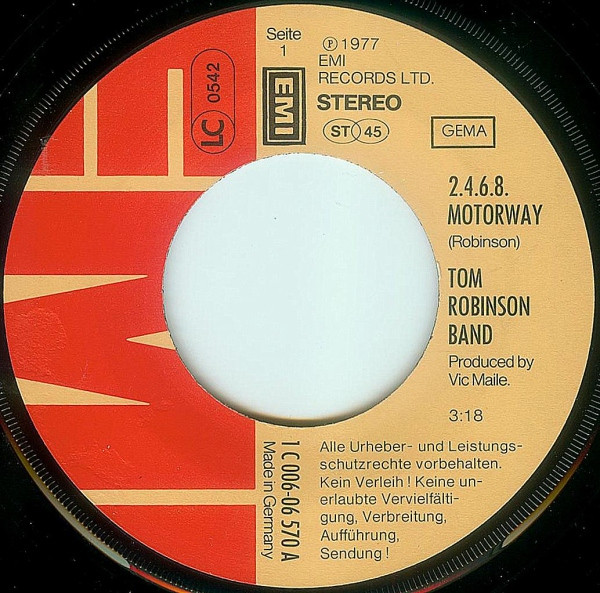 Seite
1
℗ 1977
EMI
RECORDS LTD.
STEREO
ST 45
LC 0542
EMI
GEMA
2.4.6.8.
MOTORWAY
(Robinson)
TOM
ROBINSON
BAND
Produced by
Vic Maile.
3:18
1 C 006-06 570 A
Made in Germany
Alle Urheber- und Leistungs-
schutzrechte vorbehalten.
Kein Verleih! Keine un-
erlaubte Vervielfälti-
gung, Verbreitung,
Aufführung,
Sendung!